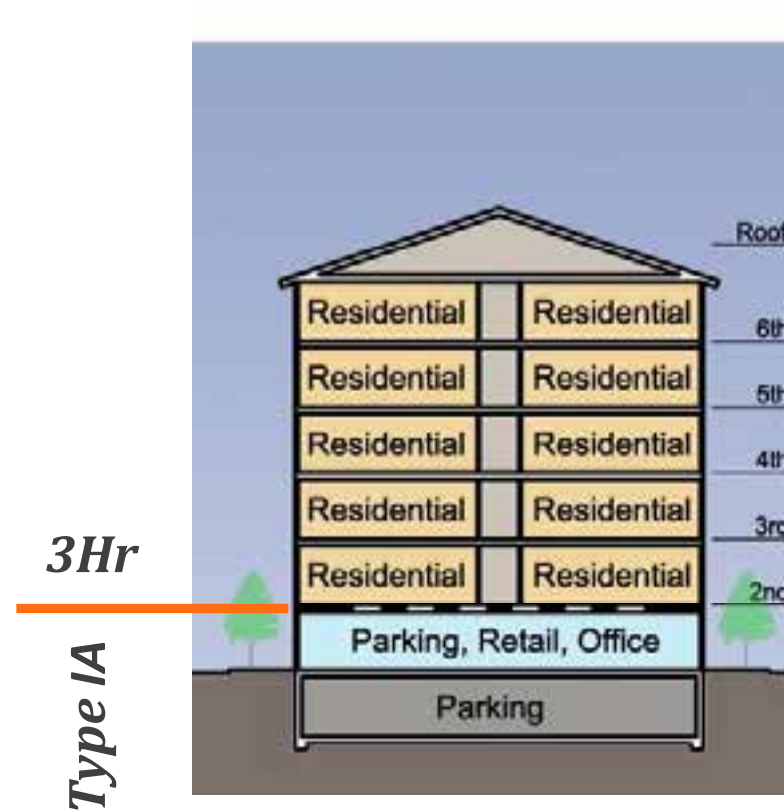 Roof
Residential Residential
6th
Residential Residential
5th
Residential Residential
4th
Residential Residential
3rd
3Hr
Residential Residential
2nd
Parking, Retail, Office
Type IA
Parking